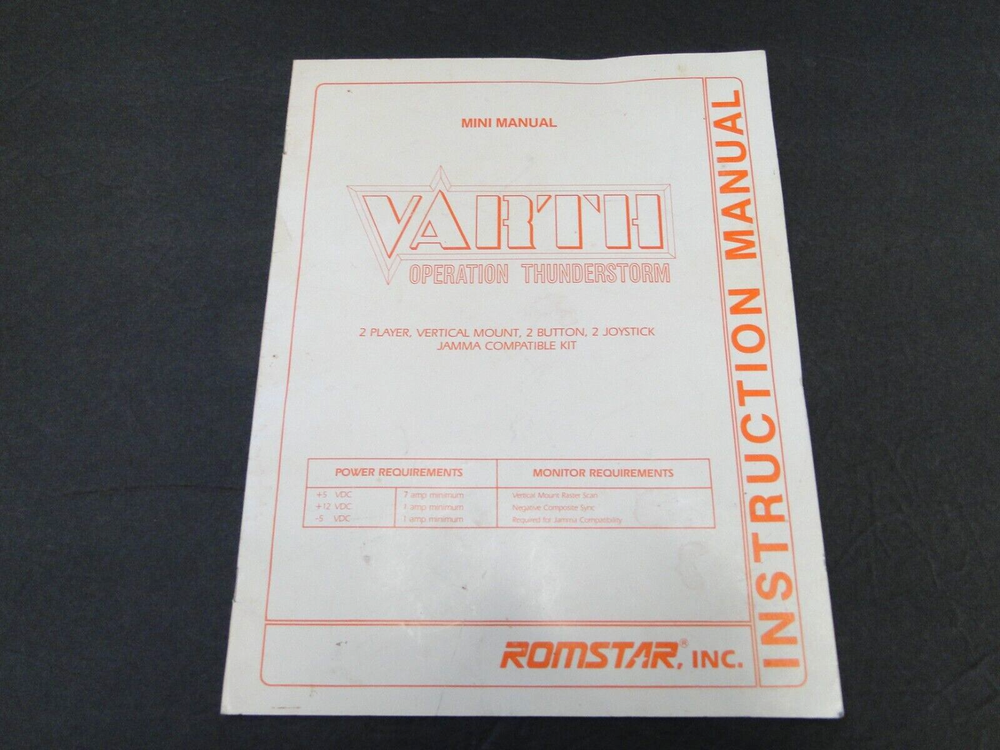 MINI MANUAL
VARTH
OPERATION THUNDERSTORM
2 PLAYER, VERTICAL MOUNT, 2 BUTTON, 2 JOYSTICK
JAMMA COMPATIBLE KIT
POWER REQUIREMENTS MONITOR REQUIREMENTS
+5 VDC 7 amp minimum Vertical Mount Raster Scan
+12 VDC 1 amp minimum Negative Composite Sync
-5 VDC 1 amp minimum Required for Jamma Compatibility
ROMSTAR®, INC.
INSTRUCTION MANUAL